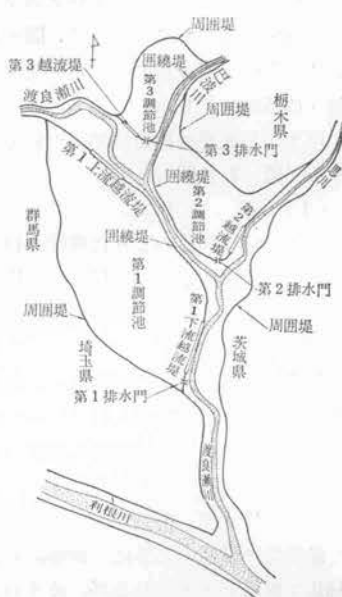 周囲堤
第3越流堤
囲繞堤
第3調節池
巴波川
渡良瀬川
周囲堤
栃木県
第3排水門
思川
第1上流越流堤
囲繞堤
第2調節池
第2越流堤
群馬県
囲繞堤
第1調節池
第2排水門
周囲堤
第1下流越流堤
茨城県
周囲堤
埼玉県
第1排水門
渡良瀬川
利根川